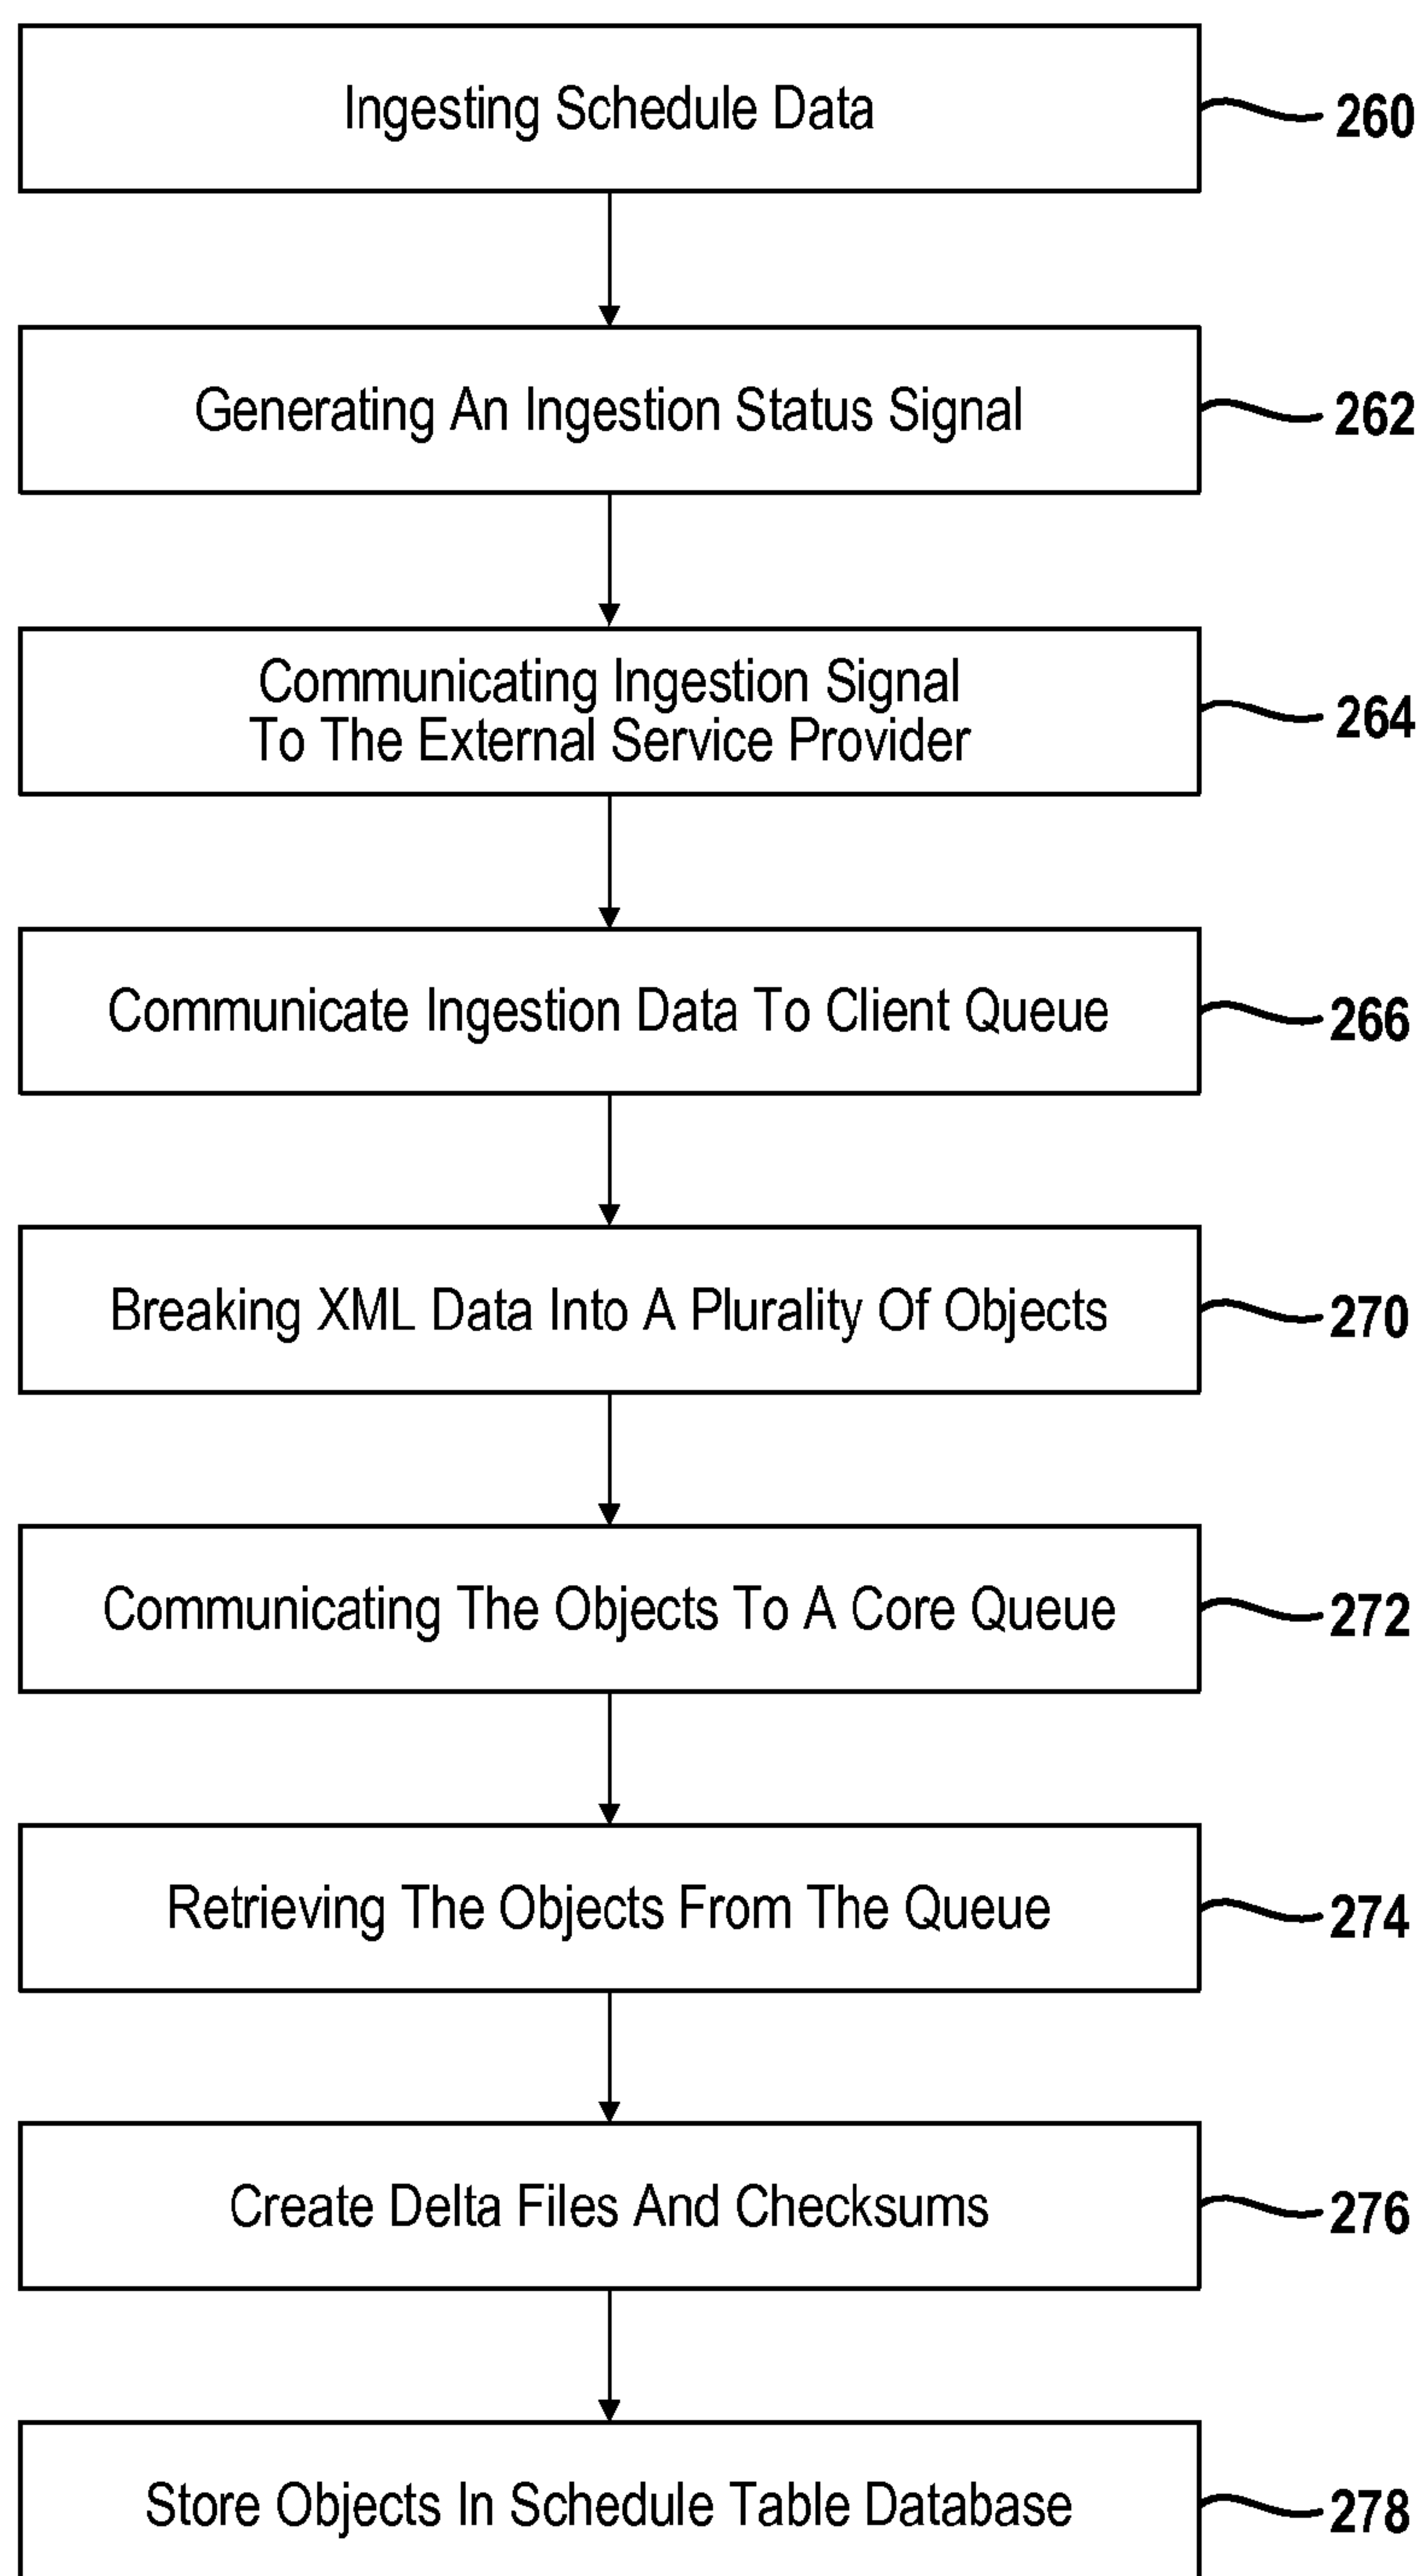 Ingesting Schedule Data
260
Generating An Ingestion Status Signal
262
Communicating Ingestion Signal
To The External Service Provider
264
Communicate Ingestion Data To Client Queue
266
Breaking XML Data Into A Plurality Of Objects
270
Communicating The Objects To A Core Queue
272
Retrieving The Objects From The Queue
274
Create Delta Files And Checksums
276
Store Objects In Schedule Table Database
278